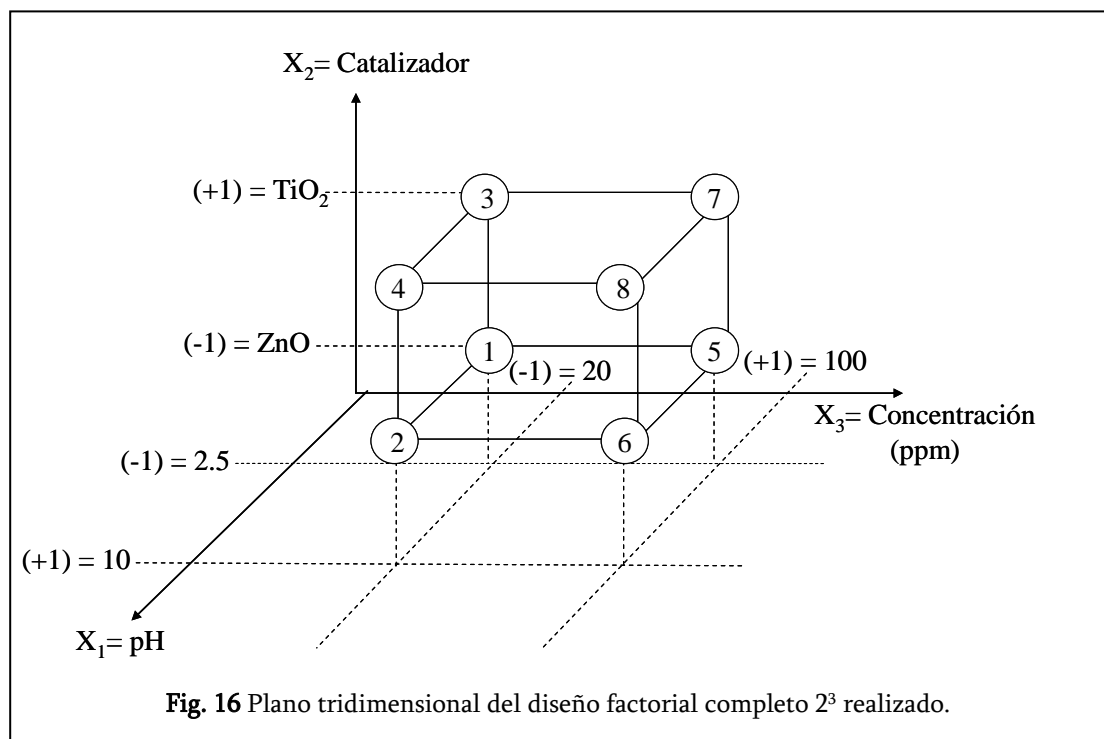 X₂= Catalizador
(+1) = TiO₂
3
7
4
8
(-1) = ZnO
1
5
(-1) = 20
(+1) = 100
X₃= Concentración
(ppm)
2
6
(-1) = 2.5
(+1) = 10
X₁= pH
Fig. 16 Plano tridimensional del diseño factorial completo 2³ realizado.